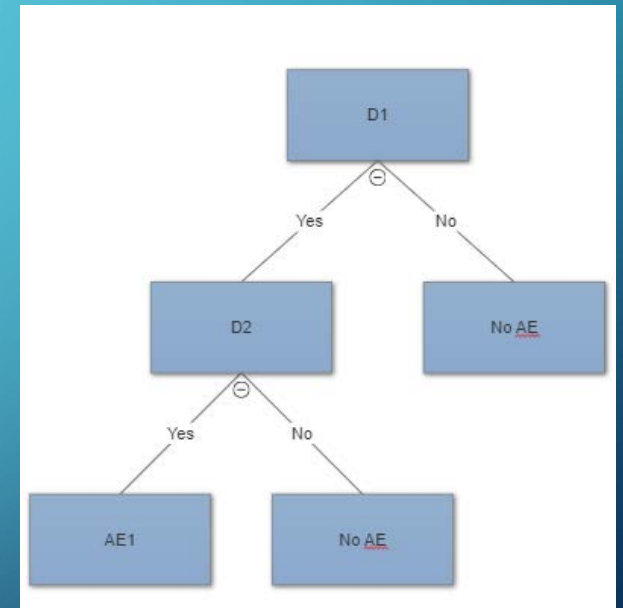 D1
Yes
No
D2
No AE
Yes
No
AE1
No AE